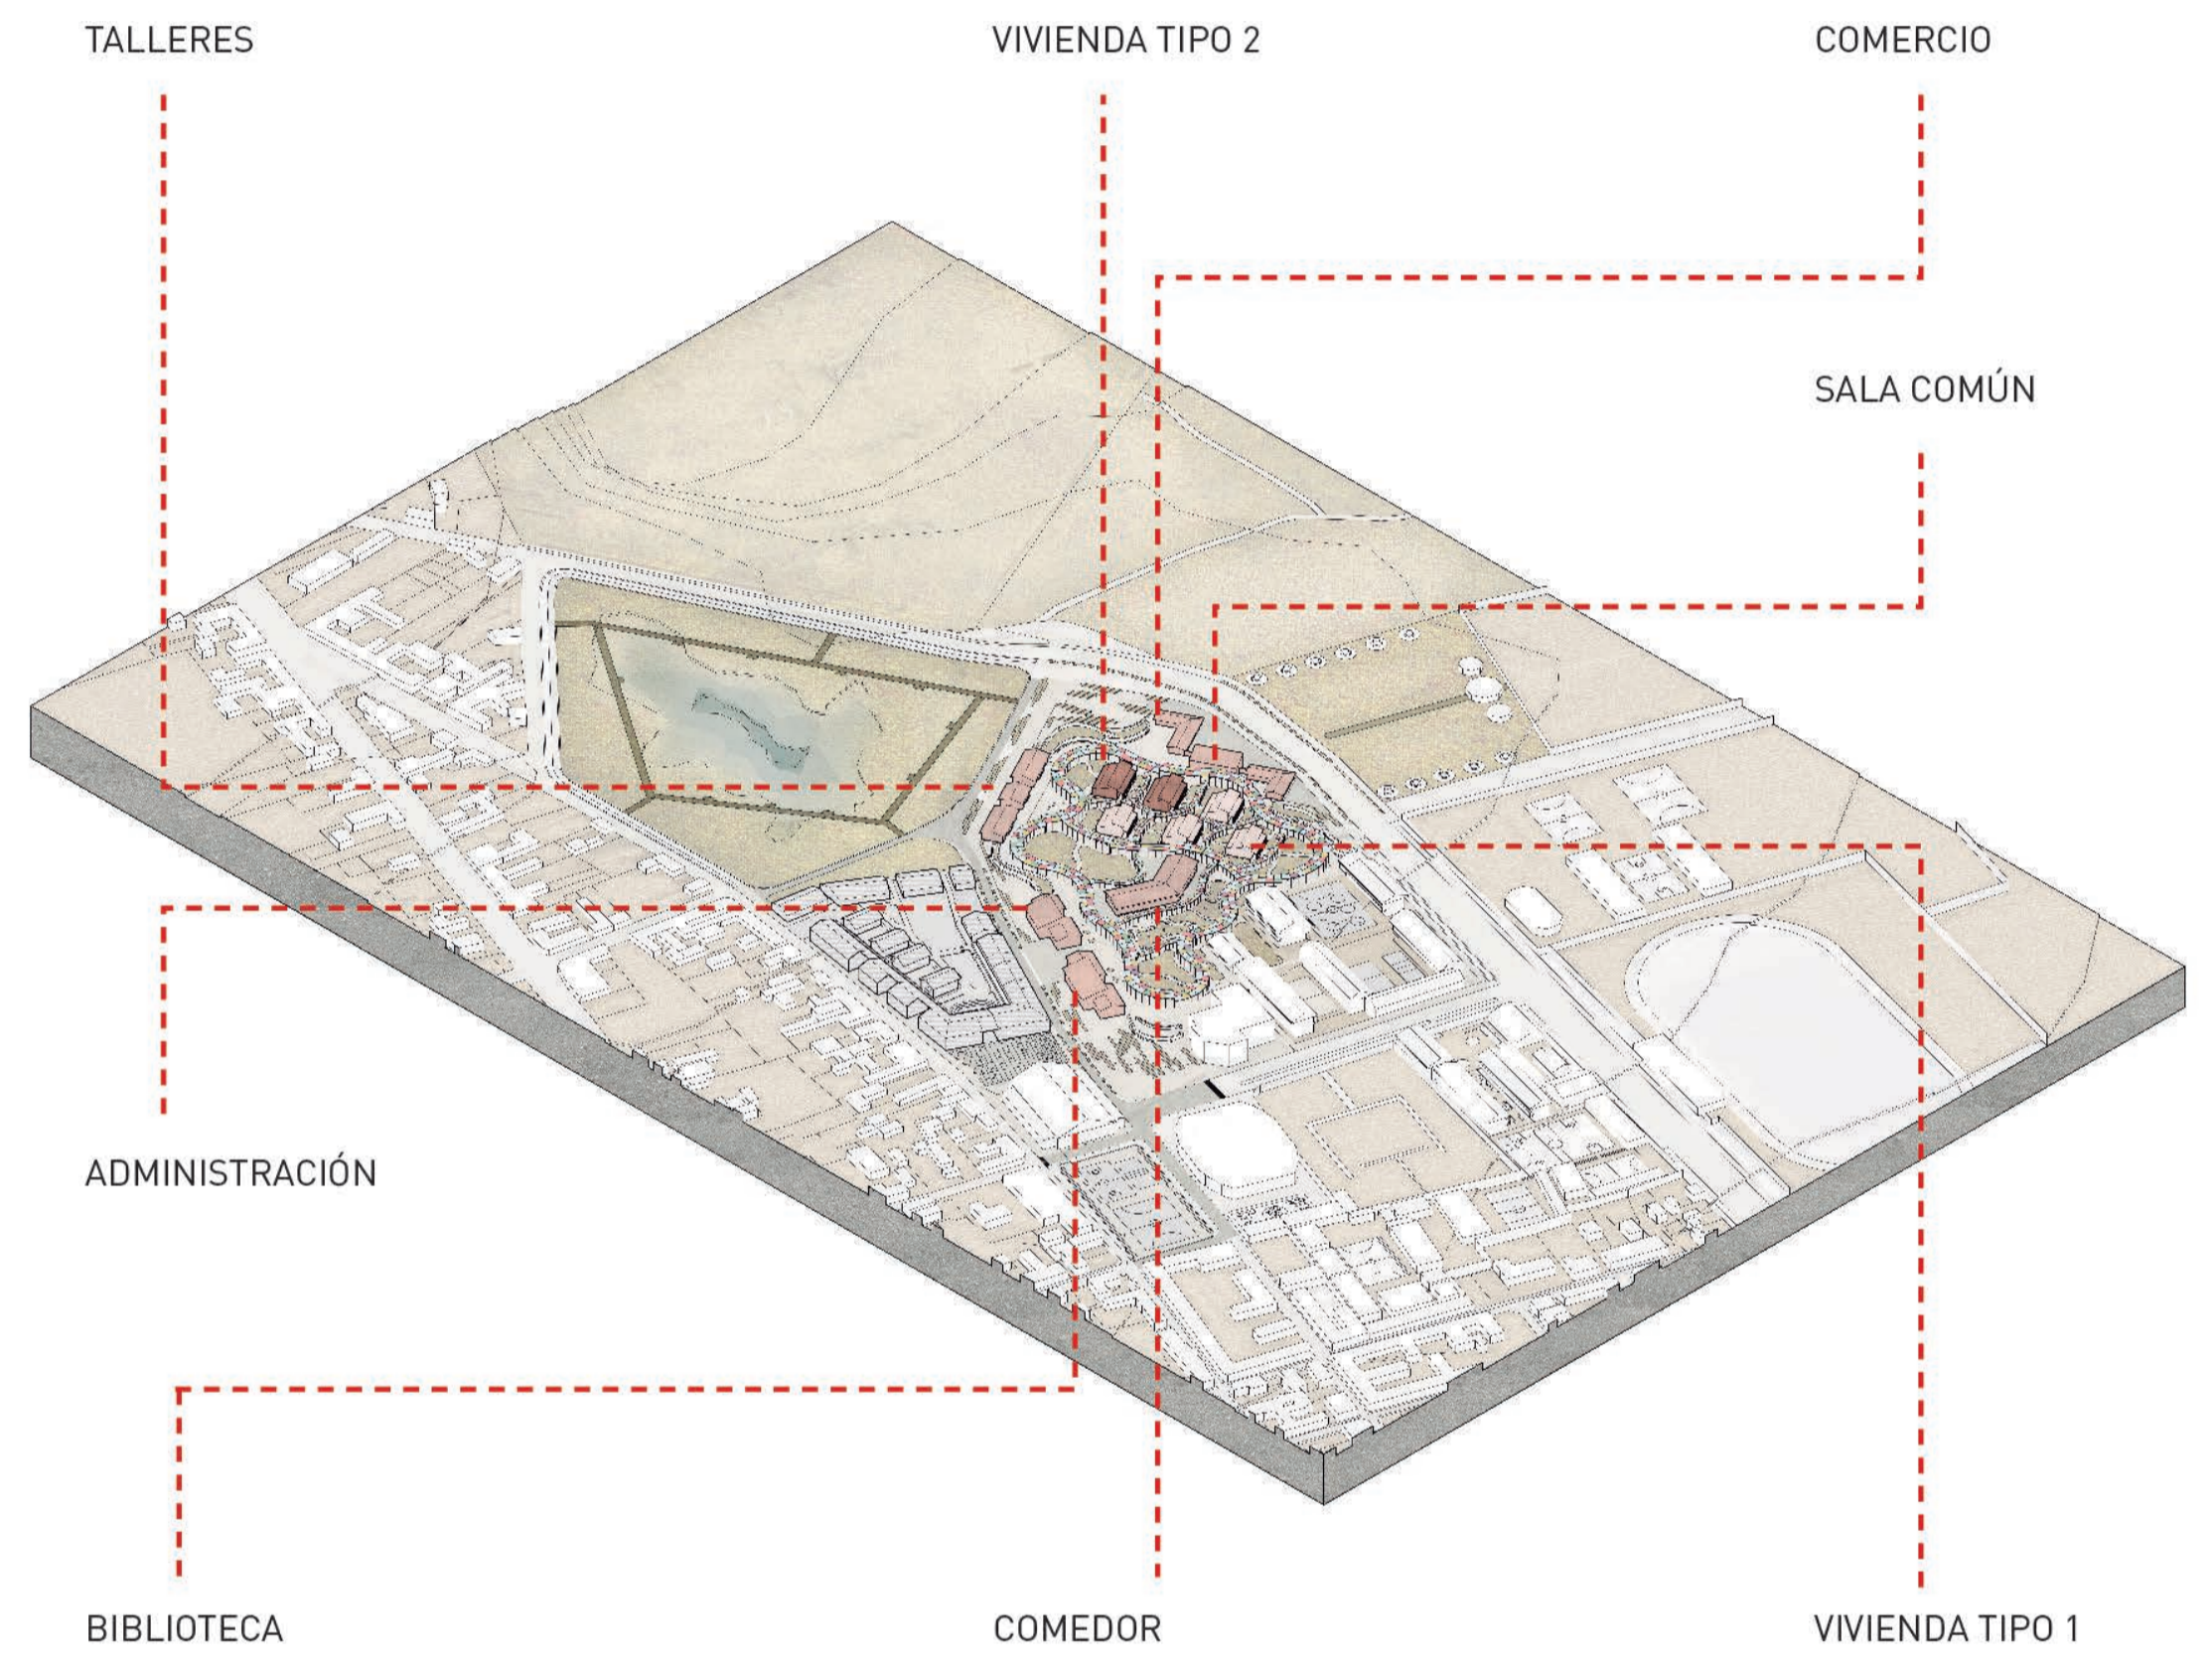 TALLERES
VIVIENDA TIPO 2
COMERCIO
SALA COMÚN
ADMINISTRACIÓN
BIBLIOTECA
COMEDOR
VIVIENDA TIPO 1